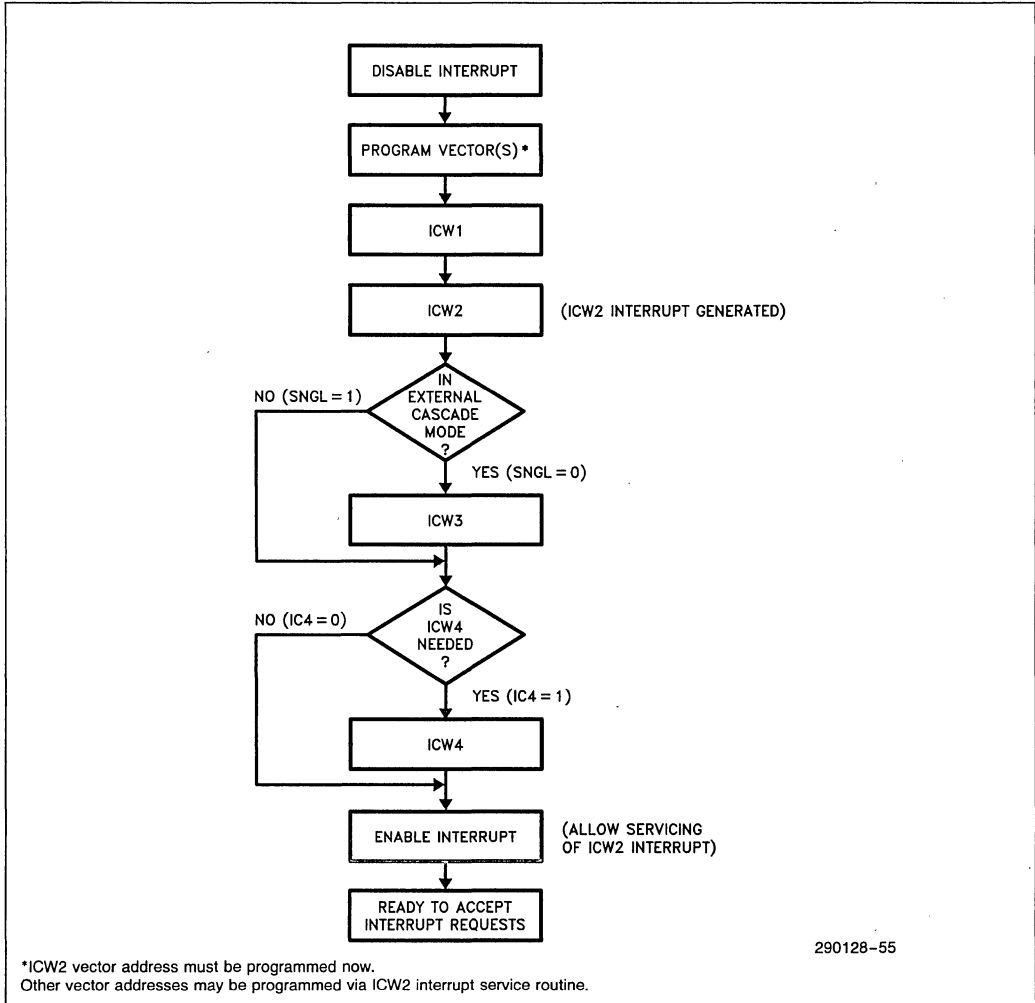 DISABLE INTERRUPT
PROGRAM VECTOR(S)*
ICW1
ICW2
(ICW2 INTERRUPT GENERATED)
IN
EXTERNAL
CASCADE
MODE
?
NO (SNGL = 1)
YES (SNGL = 0)
ICW3
IS
ICW4
NEEDED
?
NO (IC4 = 0)
YES (IC4 = 1)
ICW4
ENABLE INTERRUPT
(ALLOW SERVICING
OF ICW2 INTERRUPT)
READY TO ACCEPT
INTERRUPT REQUESTS
290128-55
*ICW2 vector address must be programmed now.
Other vector addresses may be programmed via ICW2 interrupt service routine.